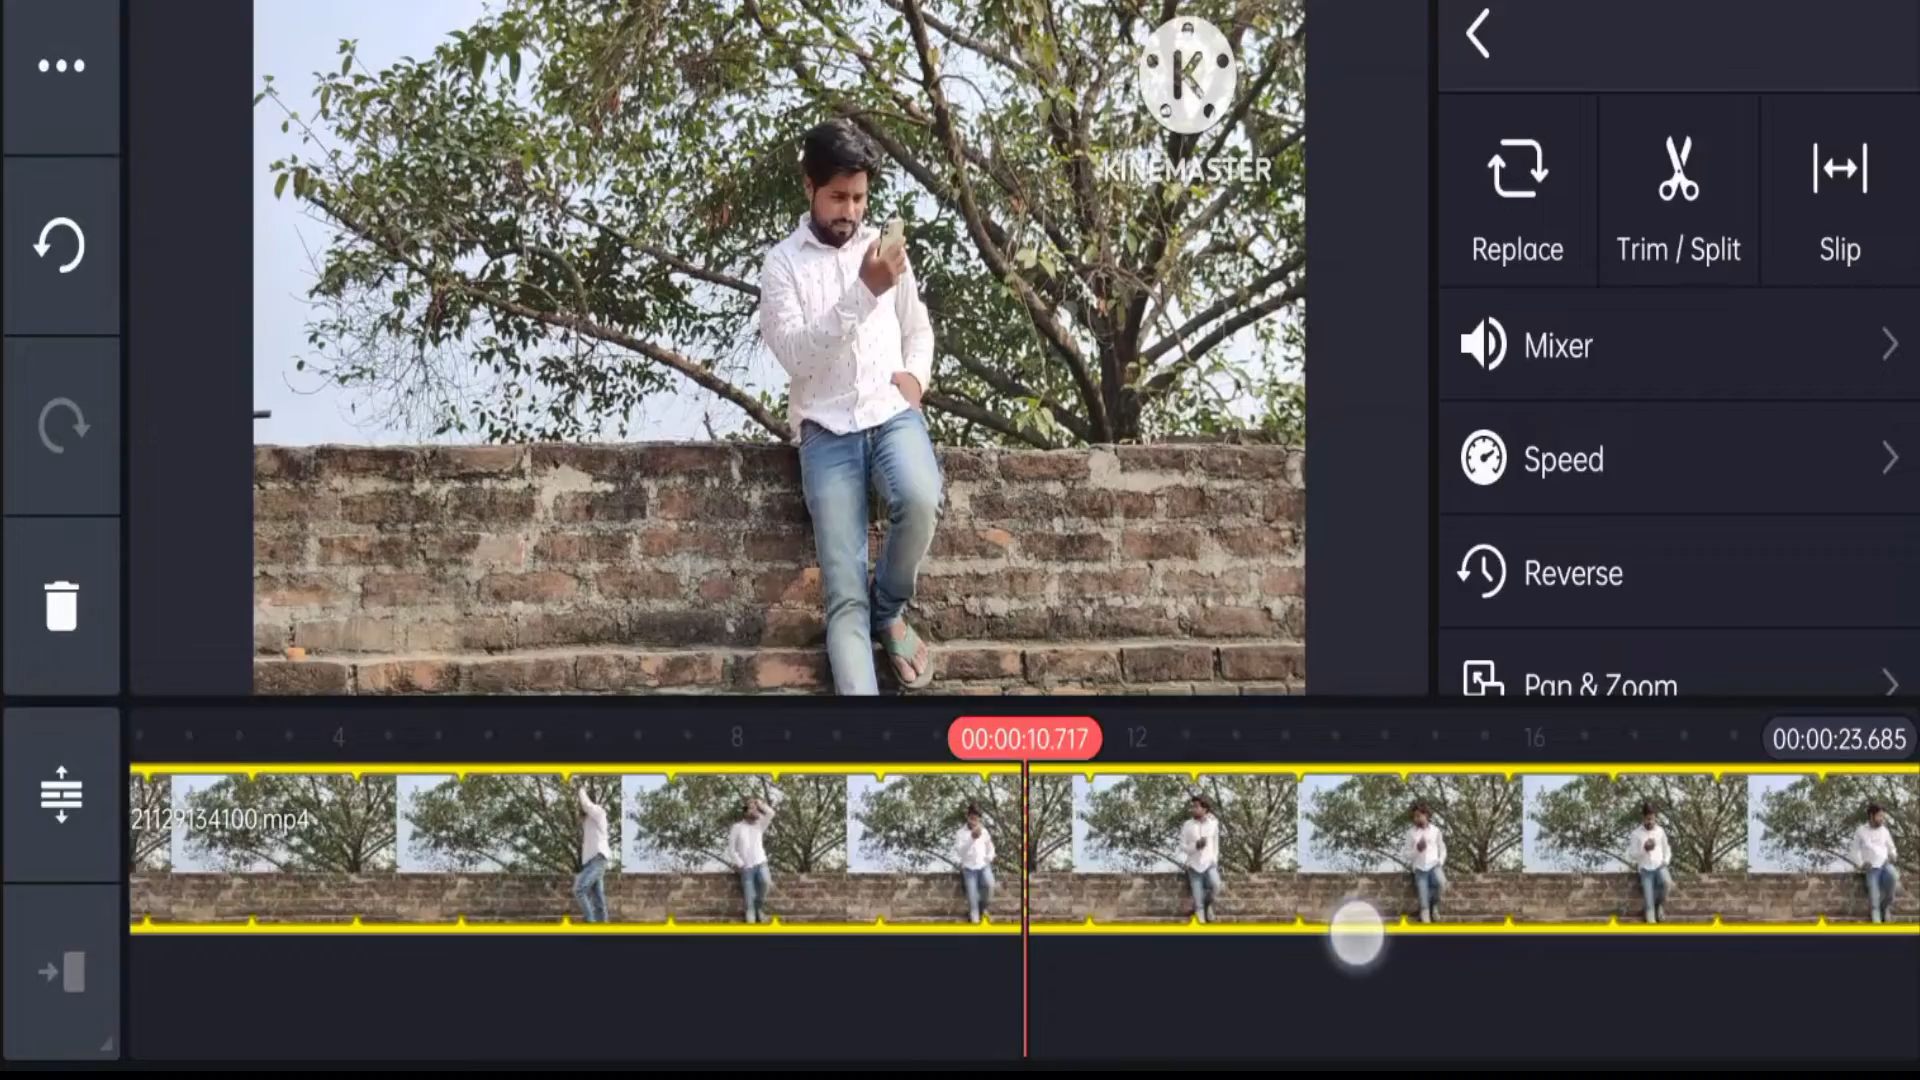 K
KINEMASTER
Replace
Trim / Split
Slip
Mixer
Speed
Reverse
Pan & Zoom
4
8
00:00:10.717
12
16
00:00:23.685
21129134100.mp4